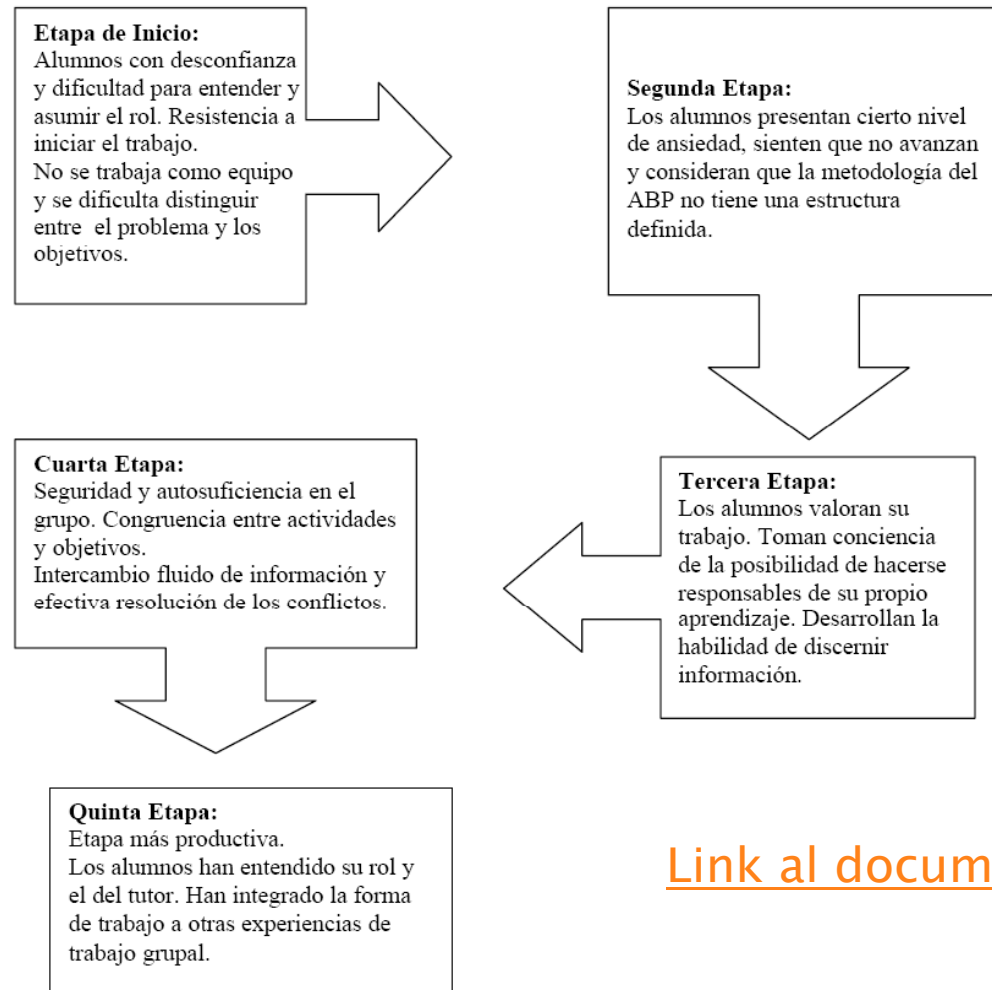 Etapa de Inicio:
Alumnos con desconfianza
y dificultad para entender y
asumir el rol. Resistencia a
iniciar el trabajo.
No se trabaja como equipo
y se dificulta distinguir
entre el problema y los
objetivos.
Segunda Etapa:
Los alumnos presentan cierto nivel
de ansiedad, sienten que no avanzan
y consideran que la metodología del
ABP no tiene una estructura
definida.
Tercera Etapa:
Los alumnos valoran su
trabajo. Toman conciencia
de la posibilidad de hacerse
responsables de su propio
aprendizaje. Desarrollan la
habilidad de discernir
información.
Cuarta Etapa:
Seguridad y autosuficiencia en el
grupo. Congruencia entre actividades
y objetivos.
Intercambio fluido de información y
efectiva resolución de los conflictos.
Quinta Etapa:
Etapa más productiva.
Los alumnos han entendido su rol y
el del tutor. Han integrado la forma
de trabajo a otras experiencias de
trabajo grupal.
Link al docum